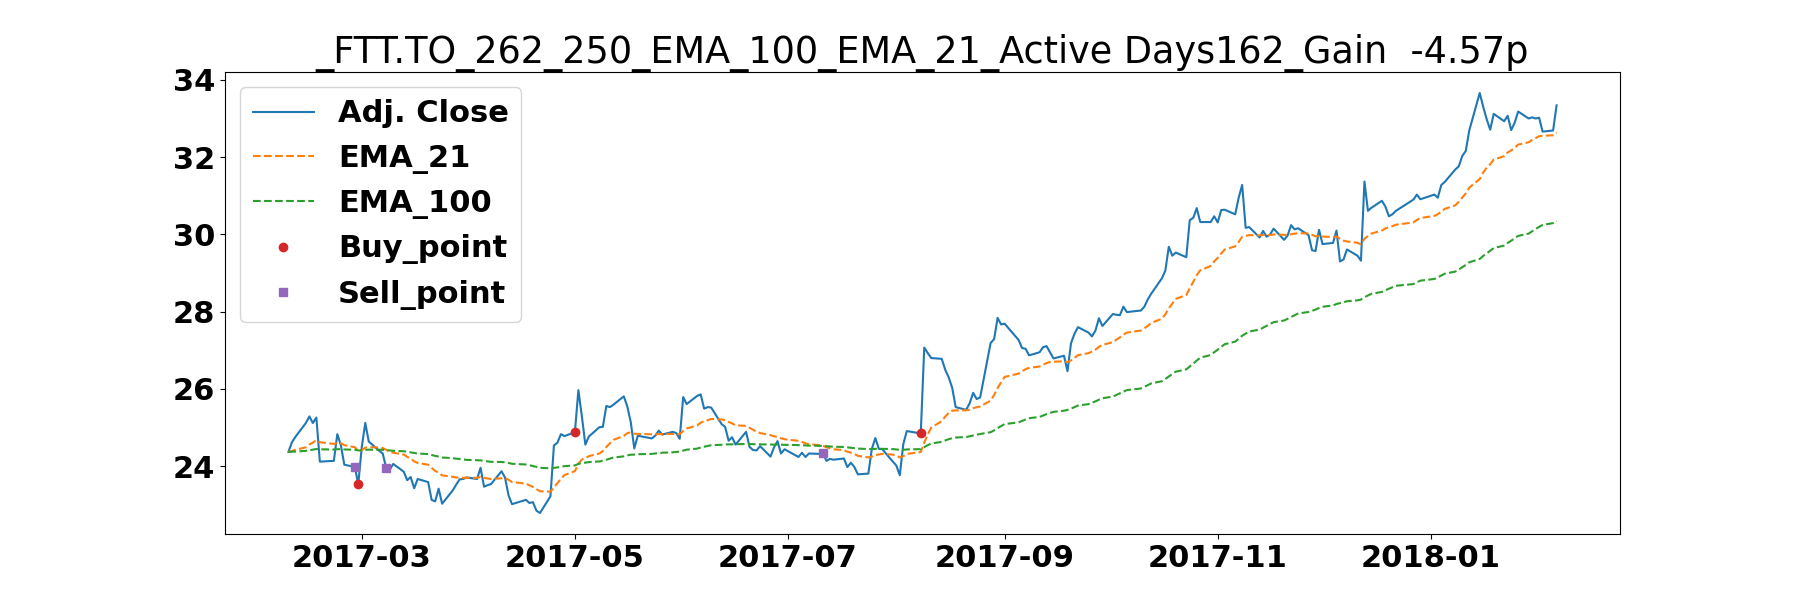 _FTT.TO_262_250_EMA_100_EMA_21_Active Days162_Gain  -4.57p
34
32
30
28
26
24
Adj. Close
EMA_21
EMA_100
Buy_point
Sell_point
2017-03
2017-05
2017-07
2017-09
2017-11
2018-01